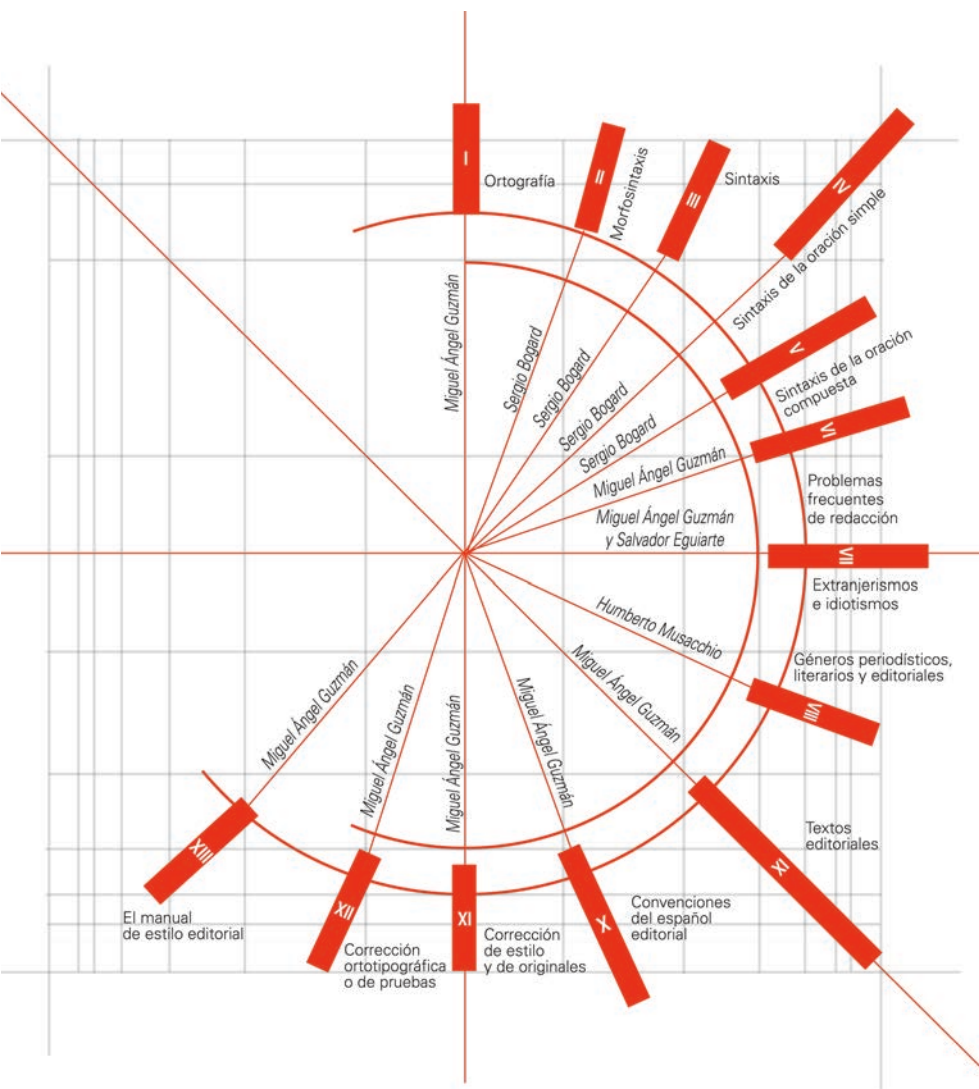 I
Ortografía
Miguel Ángel Guzmán
II
Morfosintaxis
Sergio Bogard
III
Sintaxis
Sergio Bogard
IV
Sintaxis de la oración simple
Sergio Bogard
V
Sintaxis de la oración
compuesta
Sergio Bogard
VI
Problemas
frecuentes
de redacción
Miguel Ángel Guzmán
VII
Extranjerismos
e idiotismos
Miguel Ángel Guzmán
y Salvador Eguiarte
VIII
Géneros periodísticos,
literarios y editoriales
Humberto Musacchio
IX
Textos
editoriales
Miguel Ángel Guzmán
X
Convenciones
del español
editorial
Miguel Ángel Guzmán
XI
Corrección
de estilo
y de originales
Miguel Ángel Guzmán
XII
Corrección
ortotipográfica
o de pruebas
Miguel Ángel Guzmán
XIII
El manual
de estilo editorial
Miguel Ángel Guzmán